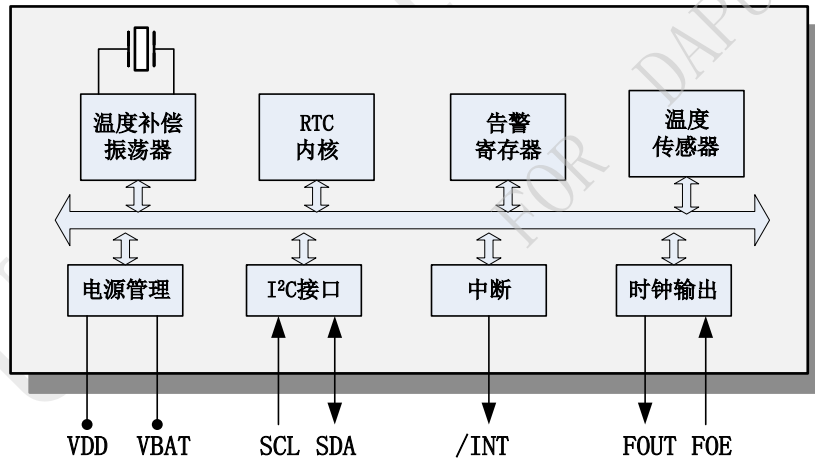 温度补偿
振荡器
RTC
内核
告警
寄存器
温度
传感器
电源管理
I²C接口
中断
时钟输出
VDD VBAT SCL SDA /INT FOUT FOE
FOR DAPU